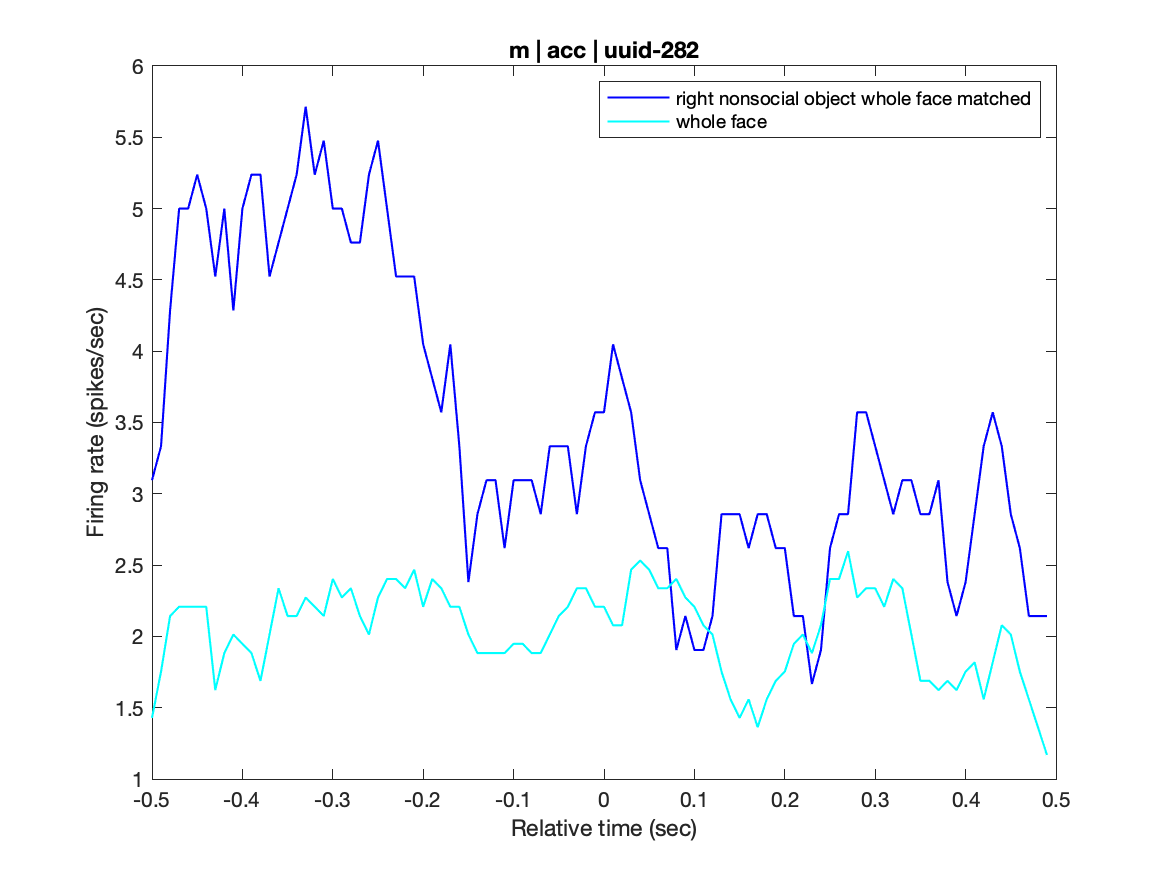 m | acc | uuid-282
right nonsocial object whole face matched
whole face
6
5.5
5
4.5
4
3.5
3
2.5
2
1.5
1
Firing rate (spikes/sec)
-0.5 -0.4 -0.3 -0.2 -0.1 0 0.1 0.2 0.3 0.4 0.5
Relative time (sec)